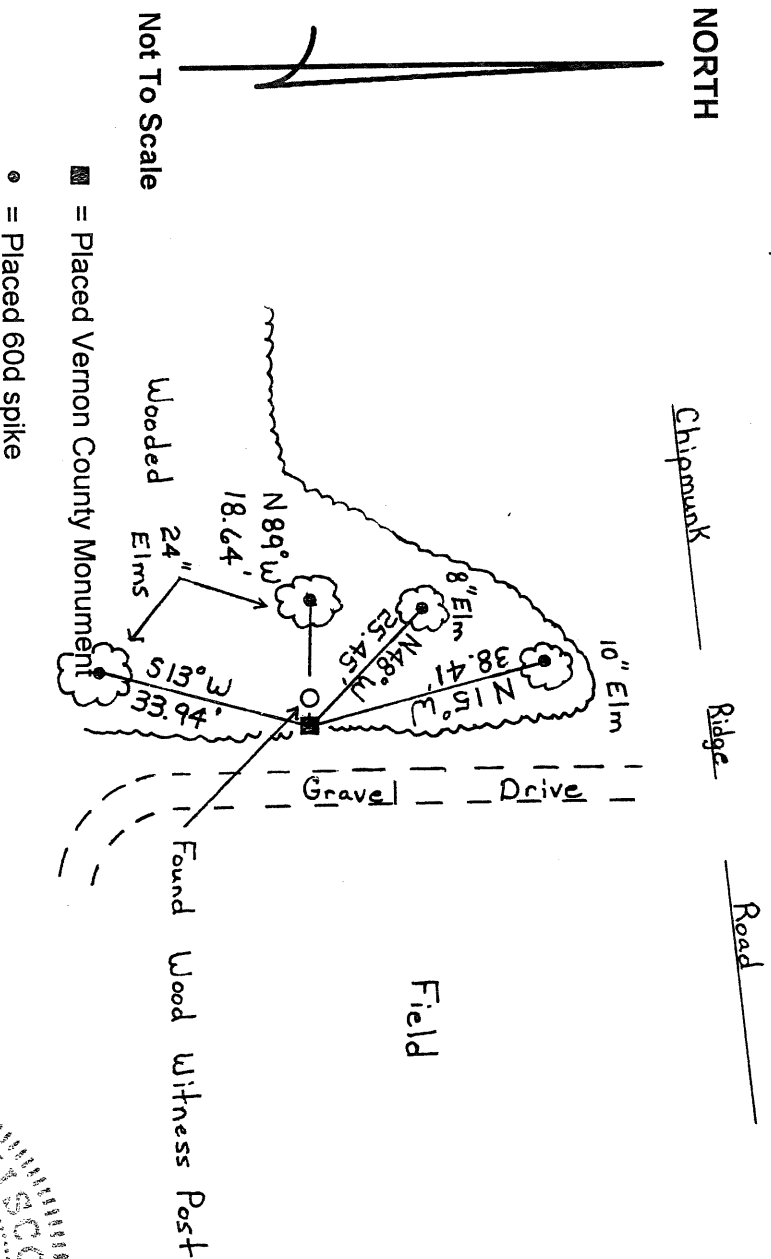 NORTH
Not To Scale
Chipmunk Ridge Road
10" Elm
N 15° W
38.41'
8" Elm
N48° W
25.45'
N89° W
18.64'
Wooded
24"
Elms
S13° W
33.94'
Gravel Drive
Field
Found Wood Witness Post
= Placed Vernon County Monument
= Placed 60d spike